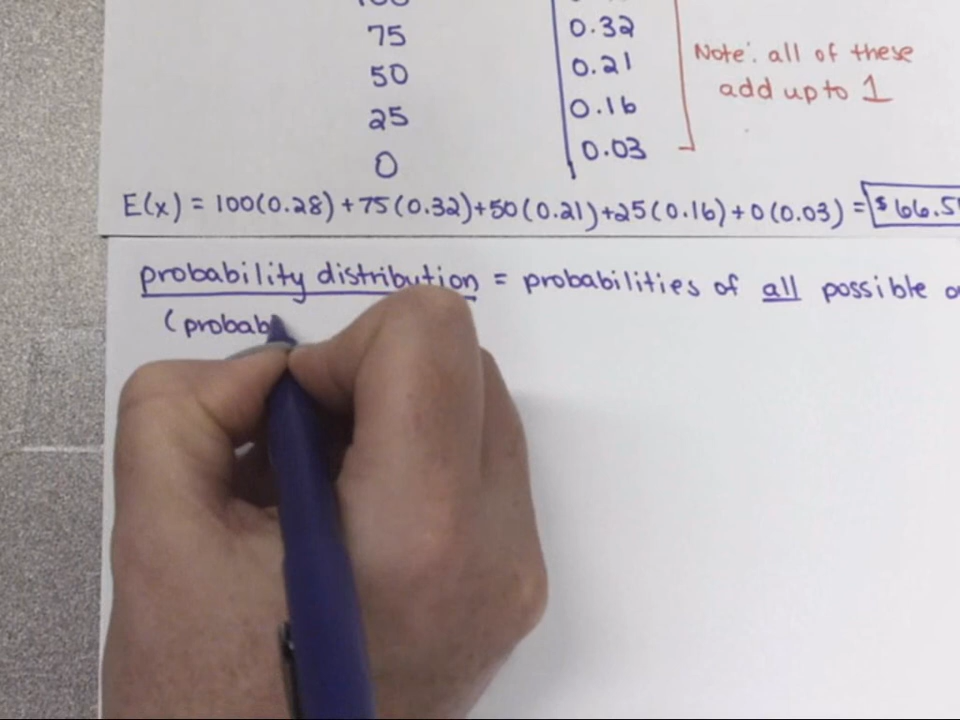 75 0.32
50 0.21
25 0.16
0 0.03
Note: all of these
add up to 1
E(x) = 100(0.28) + 75(0.32) + 50(0.21) + 25(0.16) + 0(0.03) = $66.5
probability distribution = probabilities of all possible
(probab